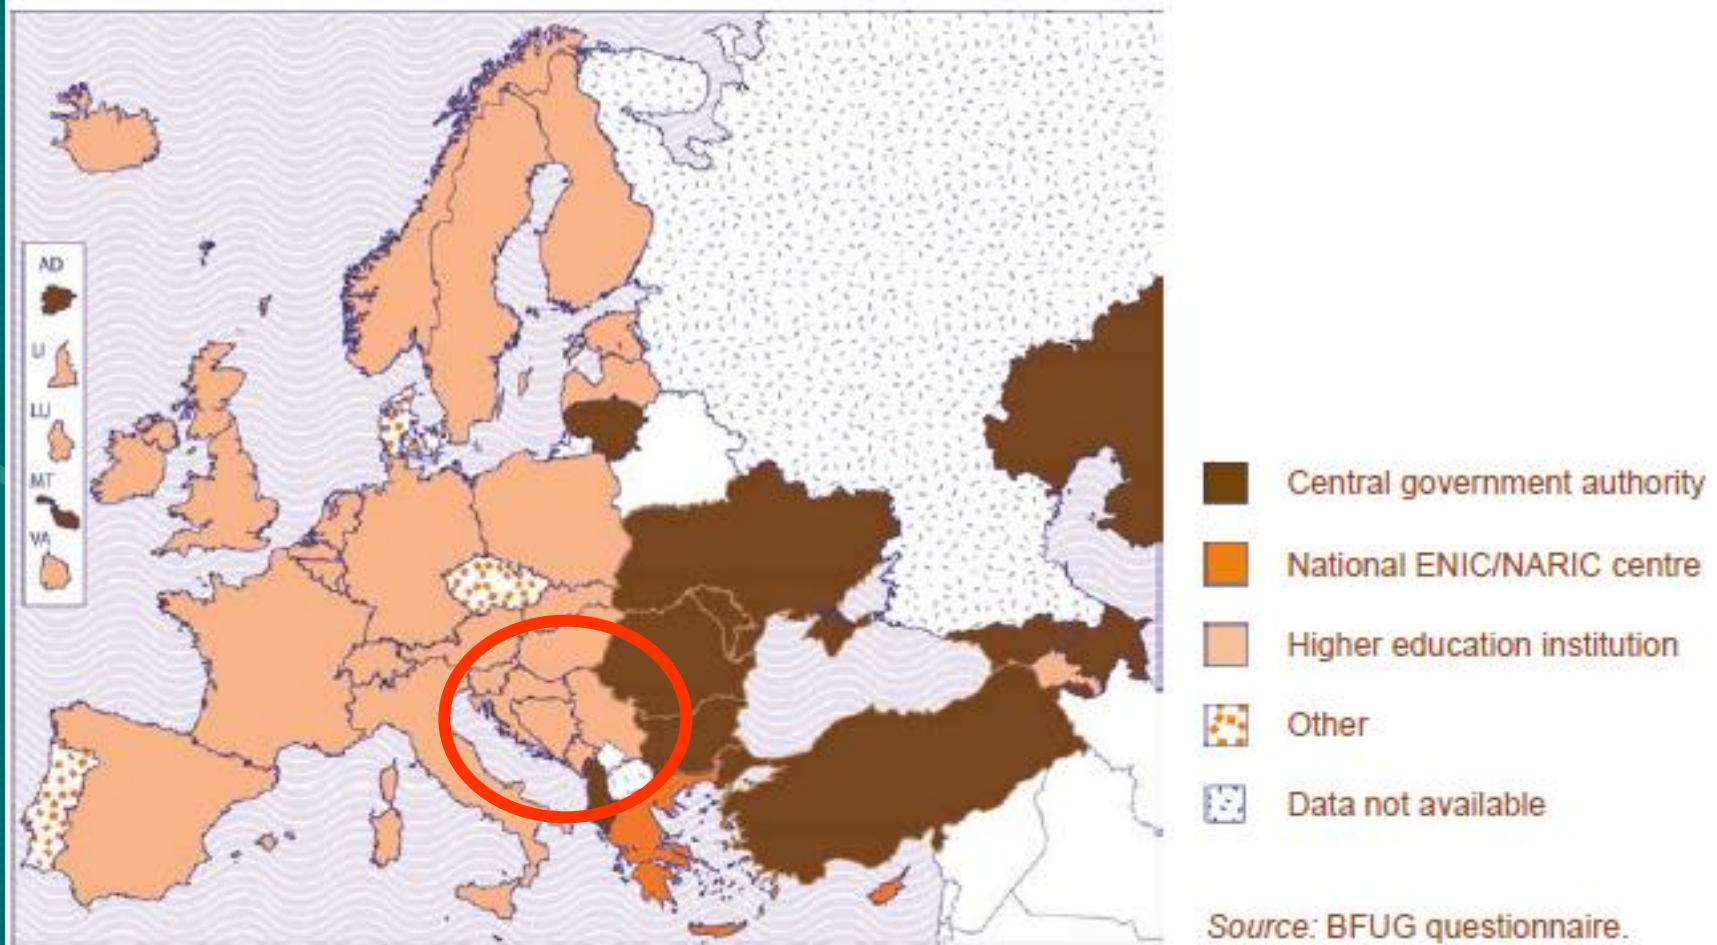 AD
LI
LU
MT
VA
Central government authority
National ENIC/NARIC centre
Higher education institution
Other
Data not available
Source: BFUG questionnaire.